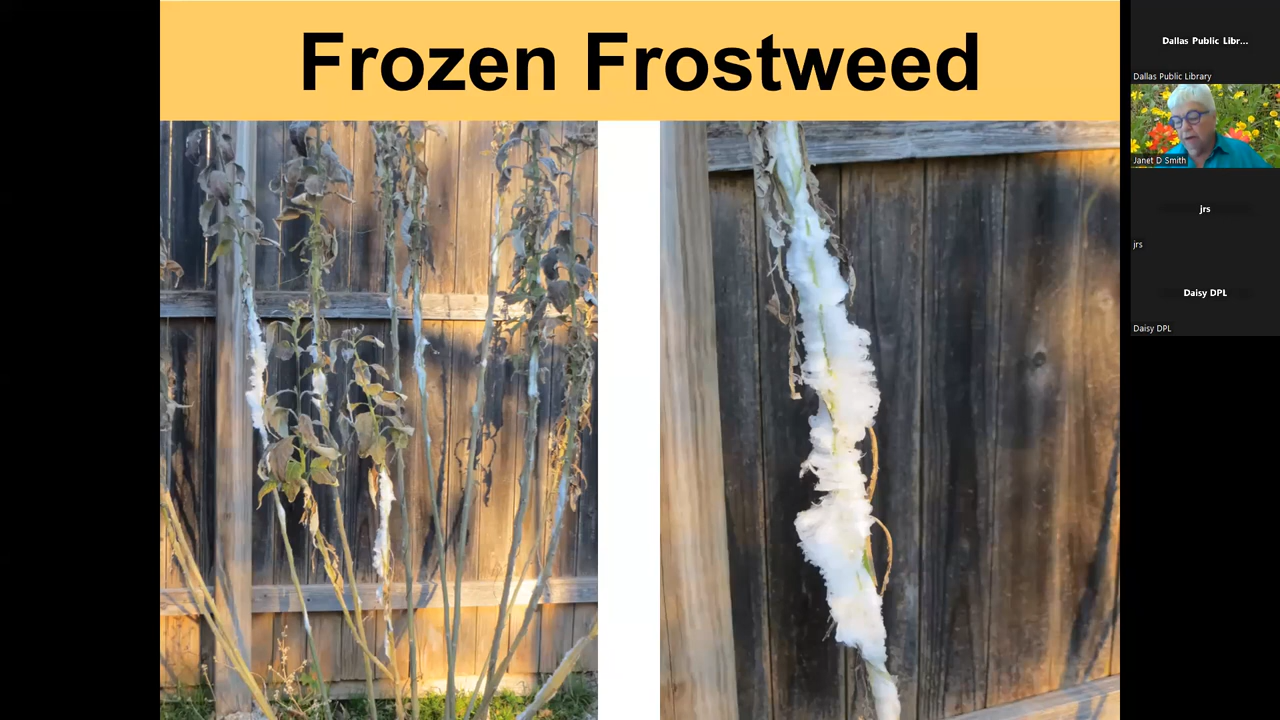 Frozen Frostweed
Dallas Public Libr...
Dallas Public Library
Janet D Smith
jrs
jrs
Daisy DPL
Daisy DPL